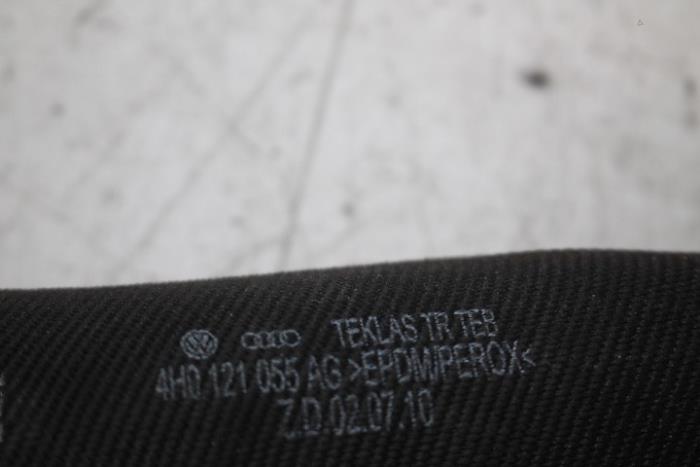 TEKLAS TR TEB
4H0 121 055 AG >EPDM/PEROX<
Z.D.02.07.10